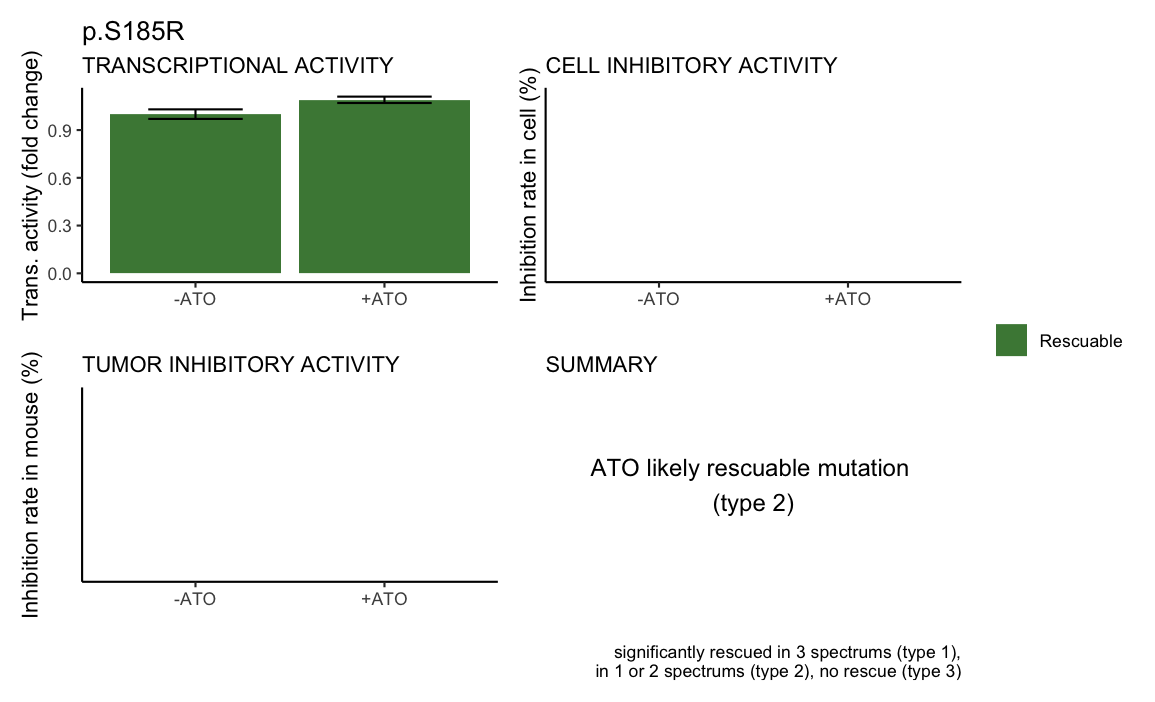 p.S185R
TRANSCRIPTIONAL ACTIVITY
Trans. activity (fold change)
0.9
0.6
0.3
0.0
-ATO
+ATO
CELL INHIBITORY ACTIVITY
Inhibition rate in cell (%)
-ATO
+ATO
Rescuable
TUMOR INHIBITORY ACTIVITY
Inhibition rate in mouse (%)
-ATO
+ATO
SUMMARY
ATO likely rescuable mutation
(type 2)
significantly rescued in 3 spectrums (type 1),
in 1 or 2 spectrums (type 2), no rescue (type 3)